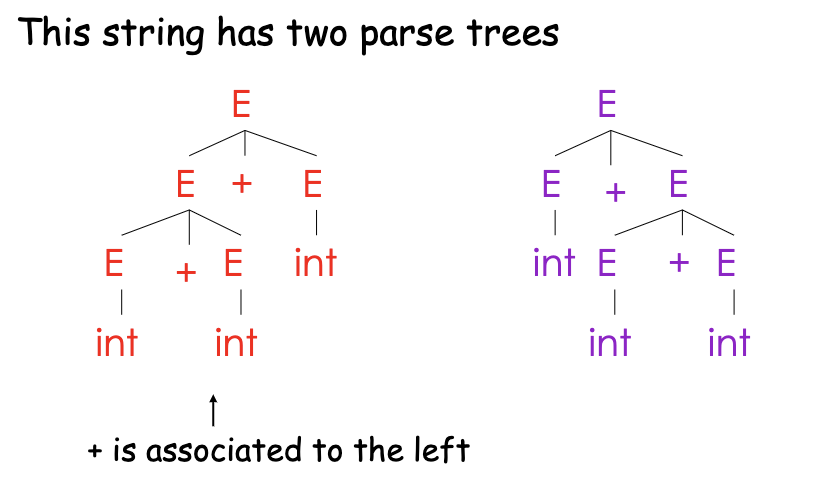 This string has two parse trees
E E
E + E E + E
E + E int int E + E
int int int int
+ is associated to the left